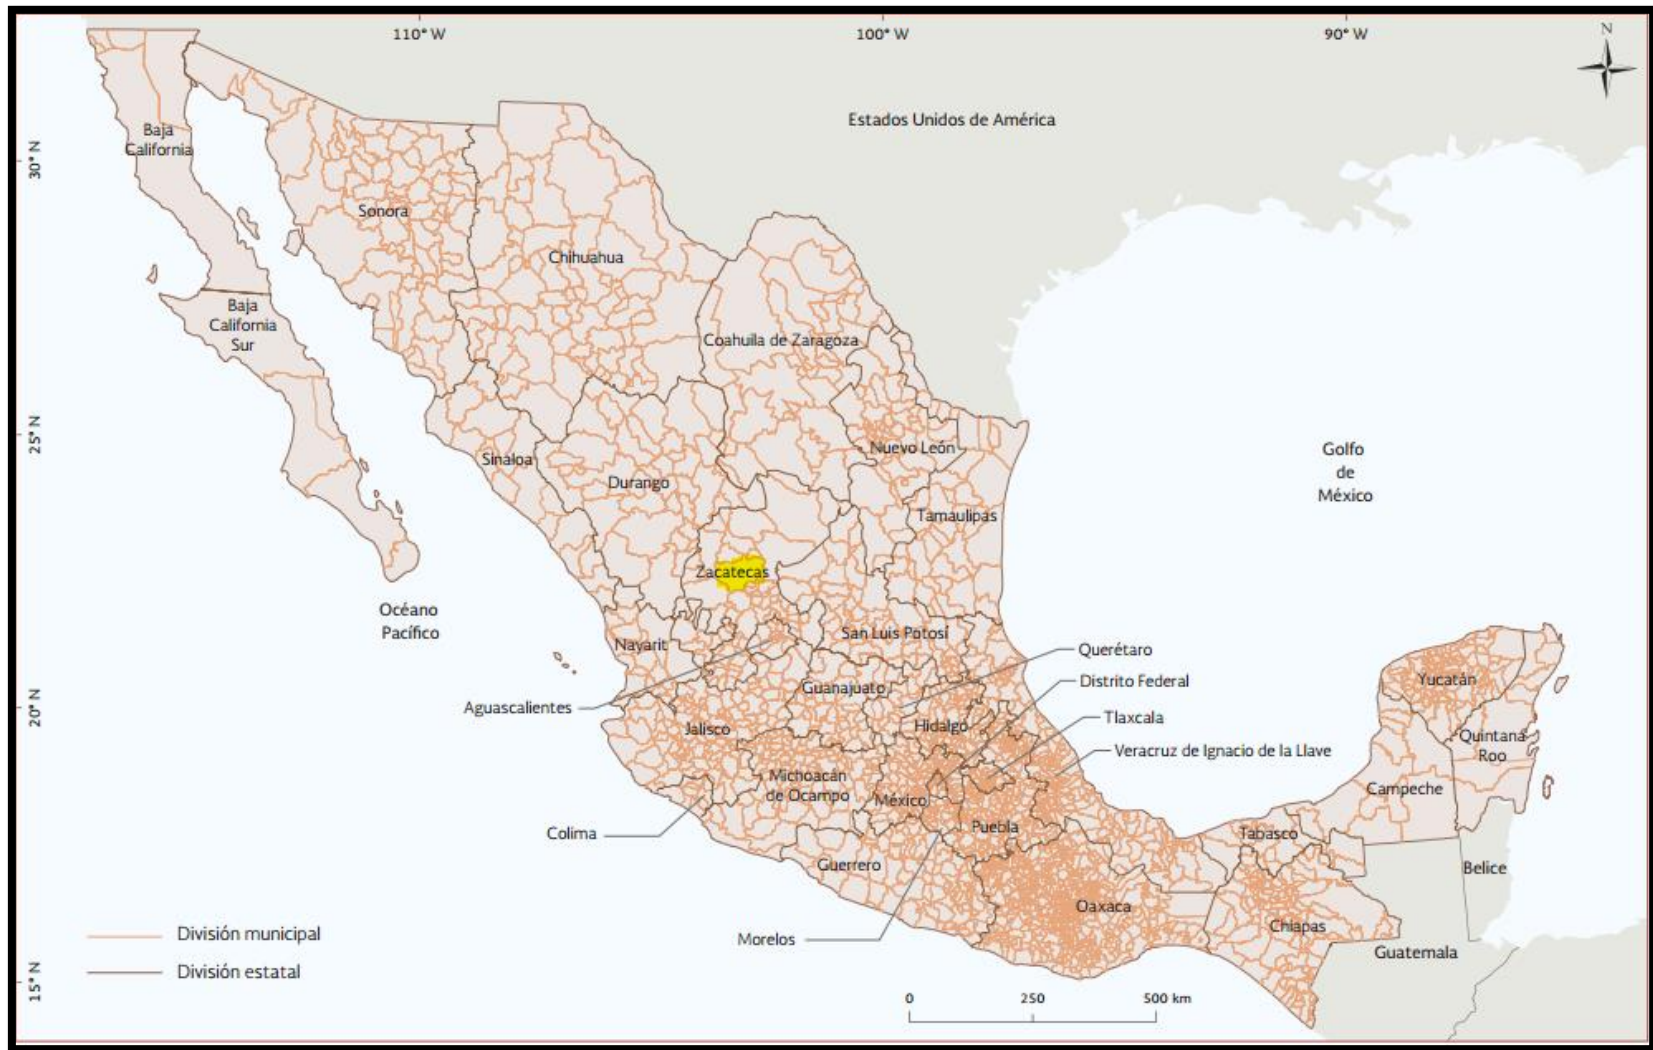 110° W
100° W
90° W
N
30° N
25° N
20° N
15° N
Estados Unidos de América
Baja
California
Sonora
Chihuahua
Baja
California
Sur
Coahuila de Zaragoza
Nuevo León
Sinaloa
Durango
Tamaulipas
Golfo
de
México
Zacatecas
Océano
Pacífico
Nayarit
San Luis Potosí
Querétaro
Distrito Federal
Tlaxcala
Veracruz de Ignacio de la Llave
Aguascalientes
Guanajuato
Hidalgo
Jalisco
Yucatán
Quintana
Roo
Campeche
Michoacán
de Ocampo
México
Puebla
Colima
Guerrero
Tabasco
Belice
Morelos
Oaxaca
Chiapas
Guatemala
División municipal
División estatal
0 250 500 km